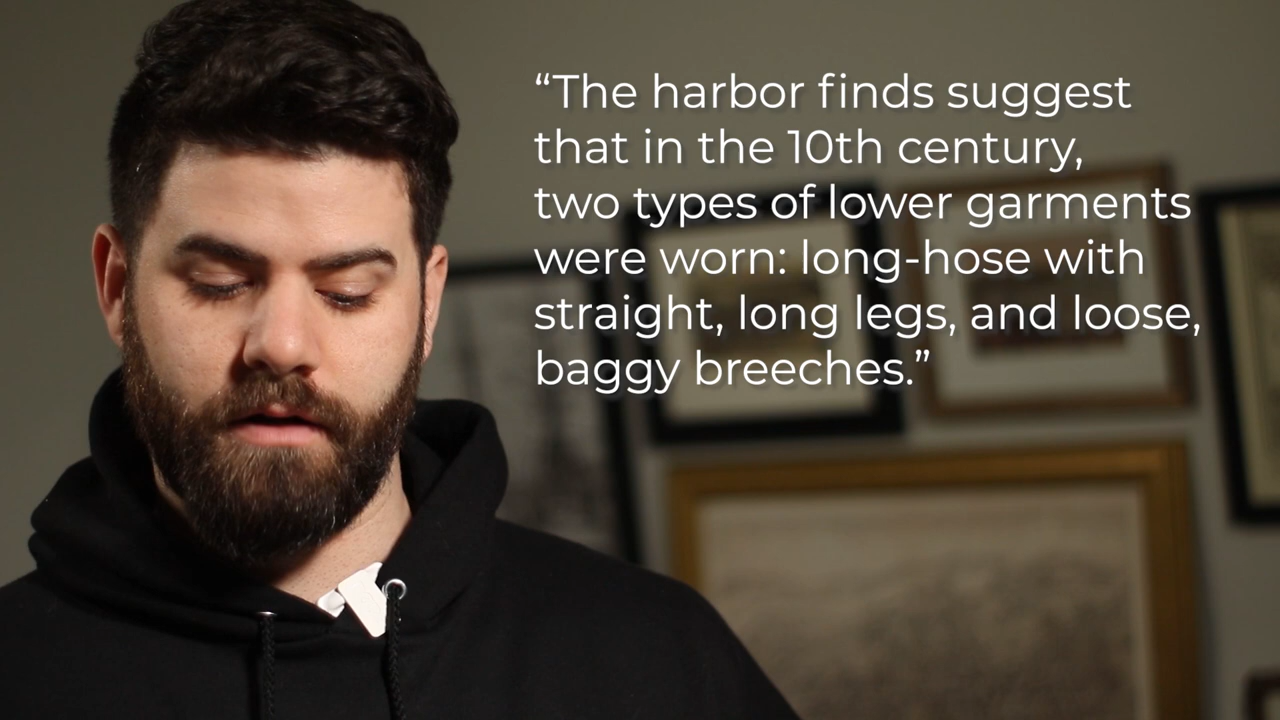 “The harbor finds suggest
that in the 10th century,
two types of lower garments
were worn: long-hose with
straight, long legs, and loose,
baggy breeches.”